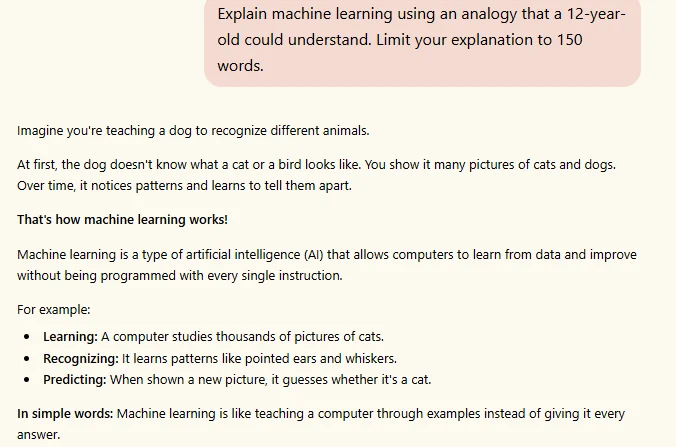 Explain machine learning using an analogy that a 12-year-
old could understand. Limit your explanation to 150
words.
Imagine you're teaching a dog to recognize different animals.
At first, the dog doesn't know what a cat or a bird looks like. You show it many pictures of cats and dogs.
Over time, it notices patterns and learns to tell them apart.
That's how machine learning works!
Machine learning is a type of artificial intelligence (AI) that allows computers to learn from data and improve
without being programmed with every single instruction.
For example:
• Learning: A computer studies thousands of pictures of cats.
• Recognizing: It learns patterns like pointed ears and whiskers.
• Predicting: When shown a new picture, it guesses whether it's a cat.
In simple words: Machine learning is like teaching a computer through examples instead of giving it every
answer.